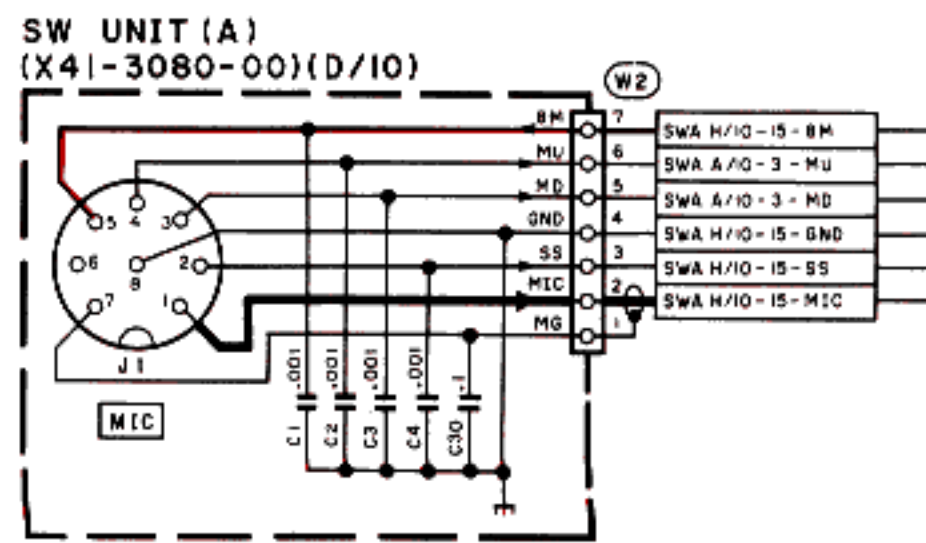 SW UNIT(A)
(X41-3080-00)(D/10)
W2
8M 7 SWA H/10-15-8M
MU 6 SWA A/10-3-MU
MD 5 SWA A/10-3-MD
GND 4 SWA H/10-15-GND
SS 3 SWA H/10-15-SS
MIC 2 SWA H/10-15-MIC
MG 1
5 4 3
6 8 2
7 1
J1
MIC
.001 .001 .001 .001 .1
C1 C2 C3 C4 C30